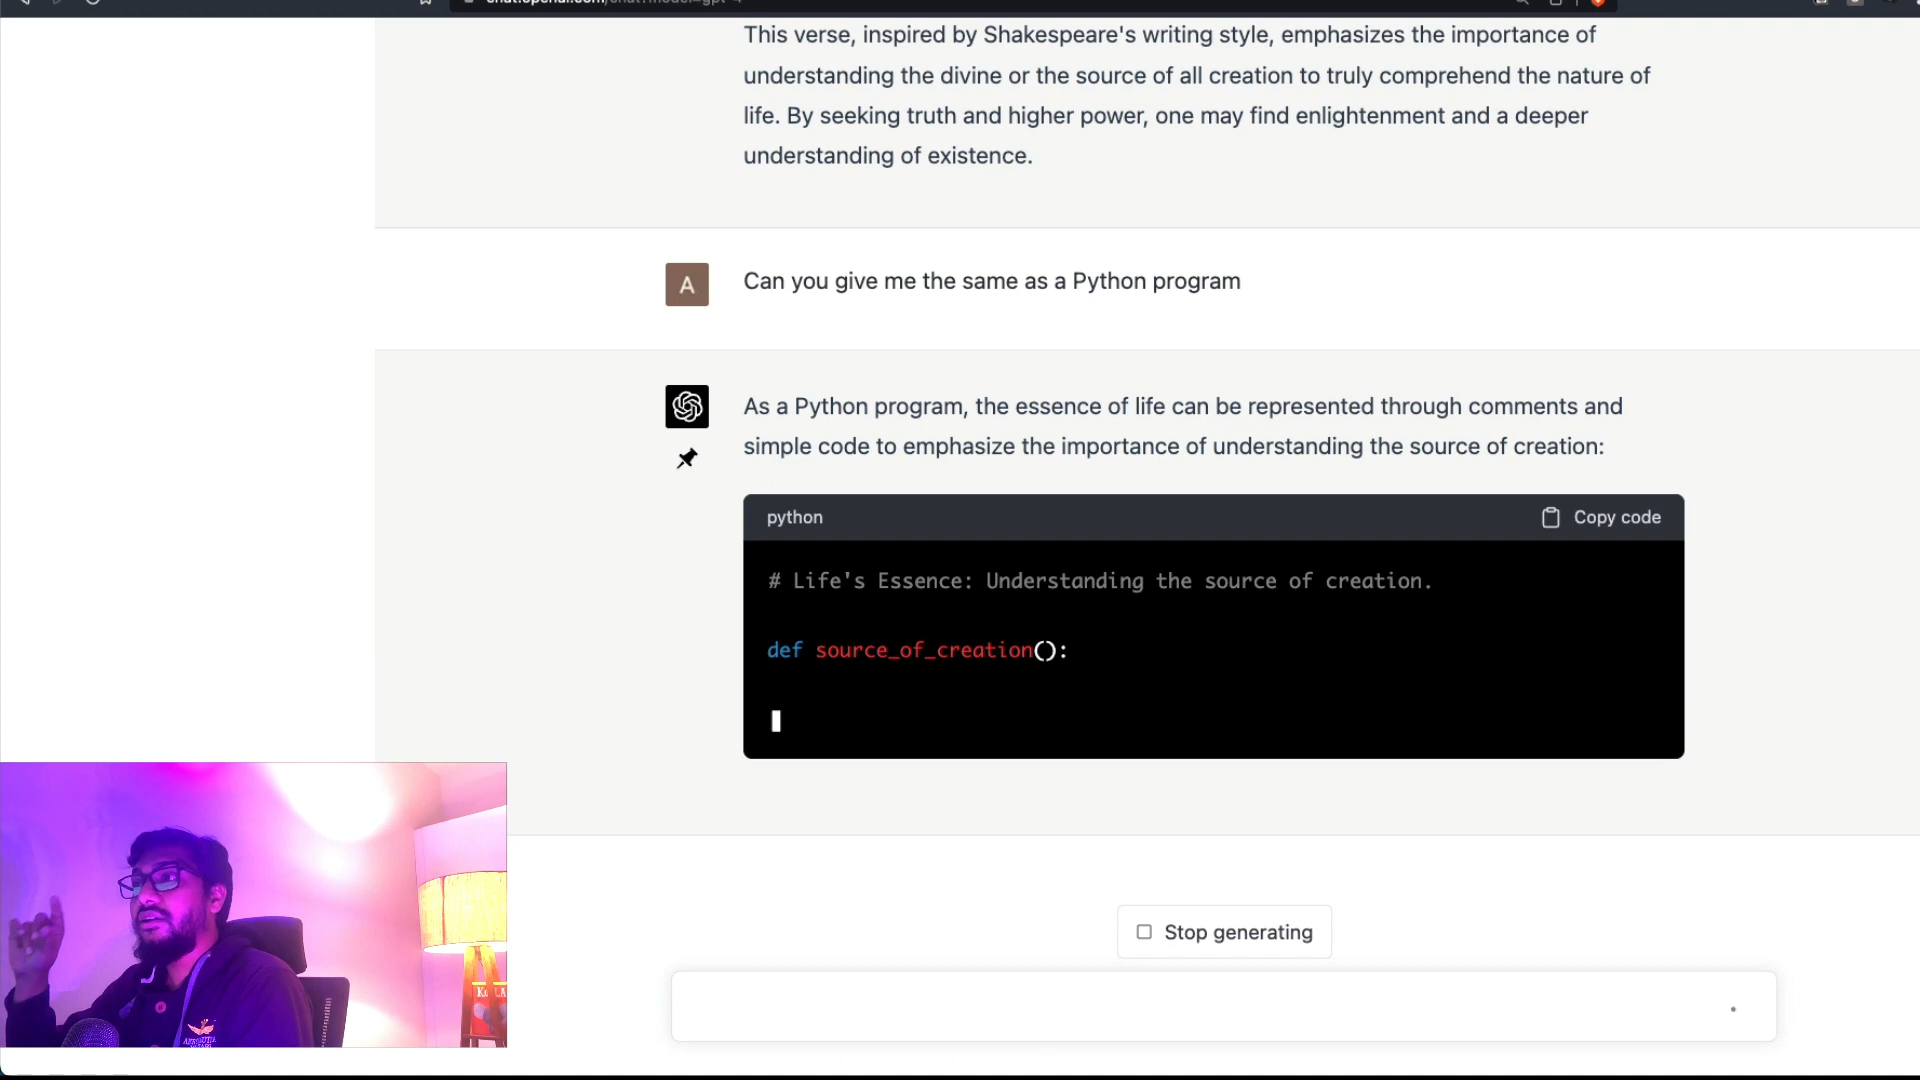 This verse, inspired by Shakespeare's writing style, emphasizes the importance of
understanding the divine or the source of all creation to truly comprehend the nature of
life. By seeking truth and higher power, one may find enlightenment and a deeper
understanding of existence.
A
Can you give me the same as a Python program
As a Python program, the essence of life can be represented through comments and
simple code to emphasize the importance of understanding the source of creation:
python
Copy code
# Life's Essence: Understanding the source of creation.
def source_of_creation():
Stop generating